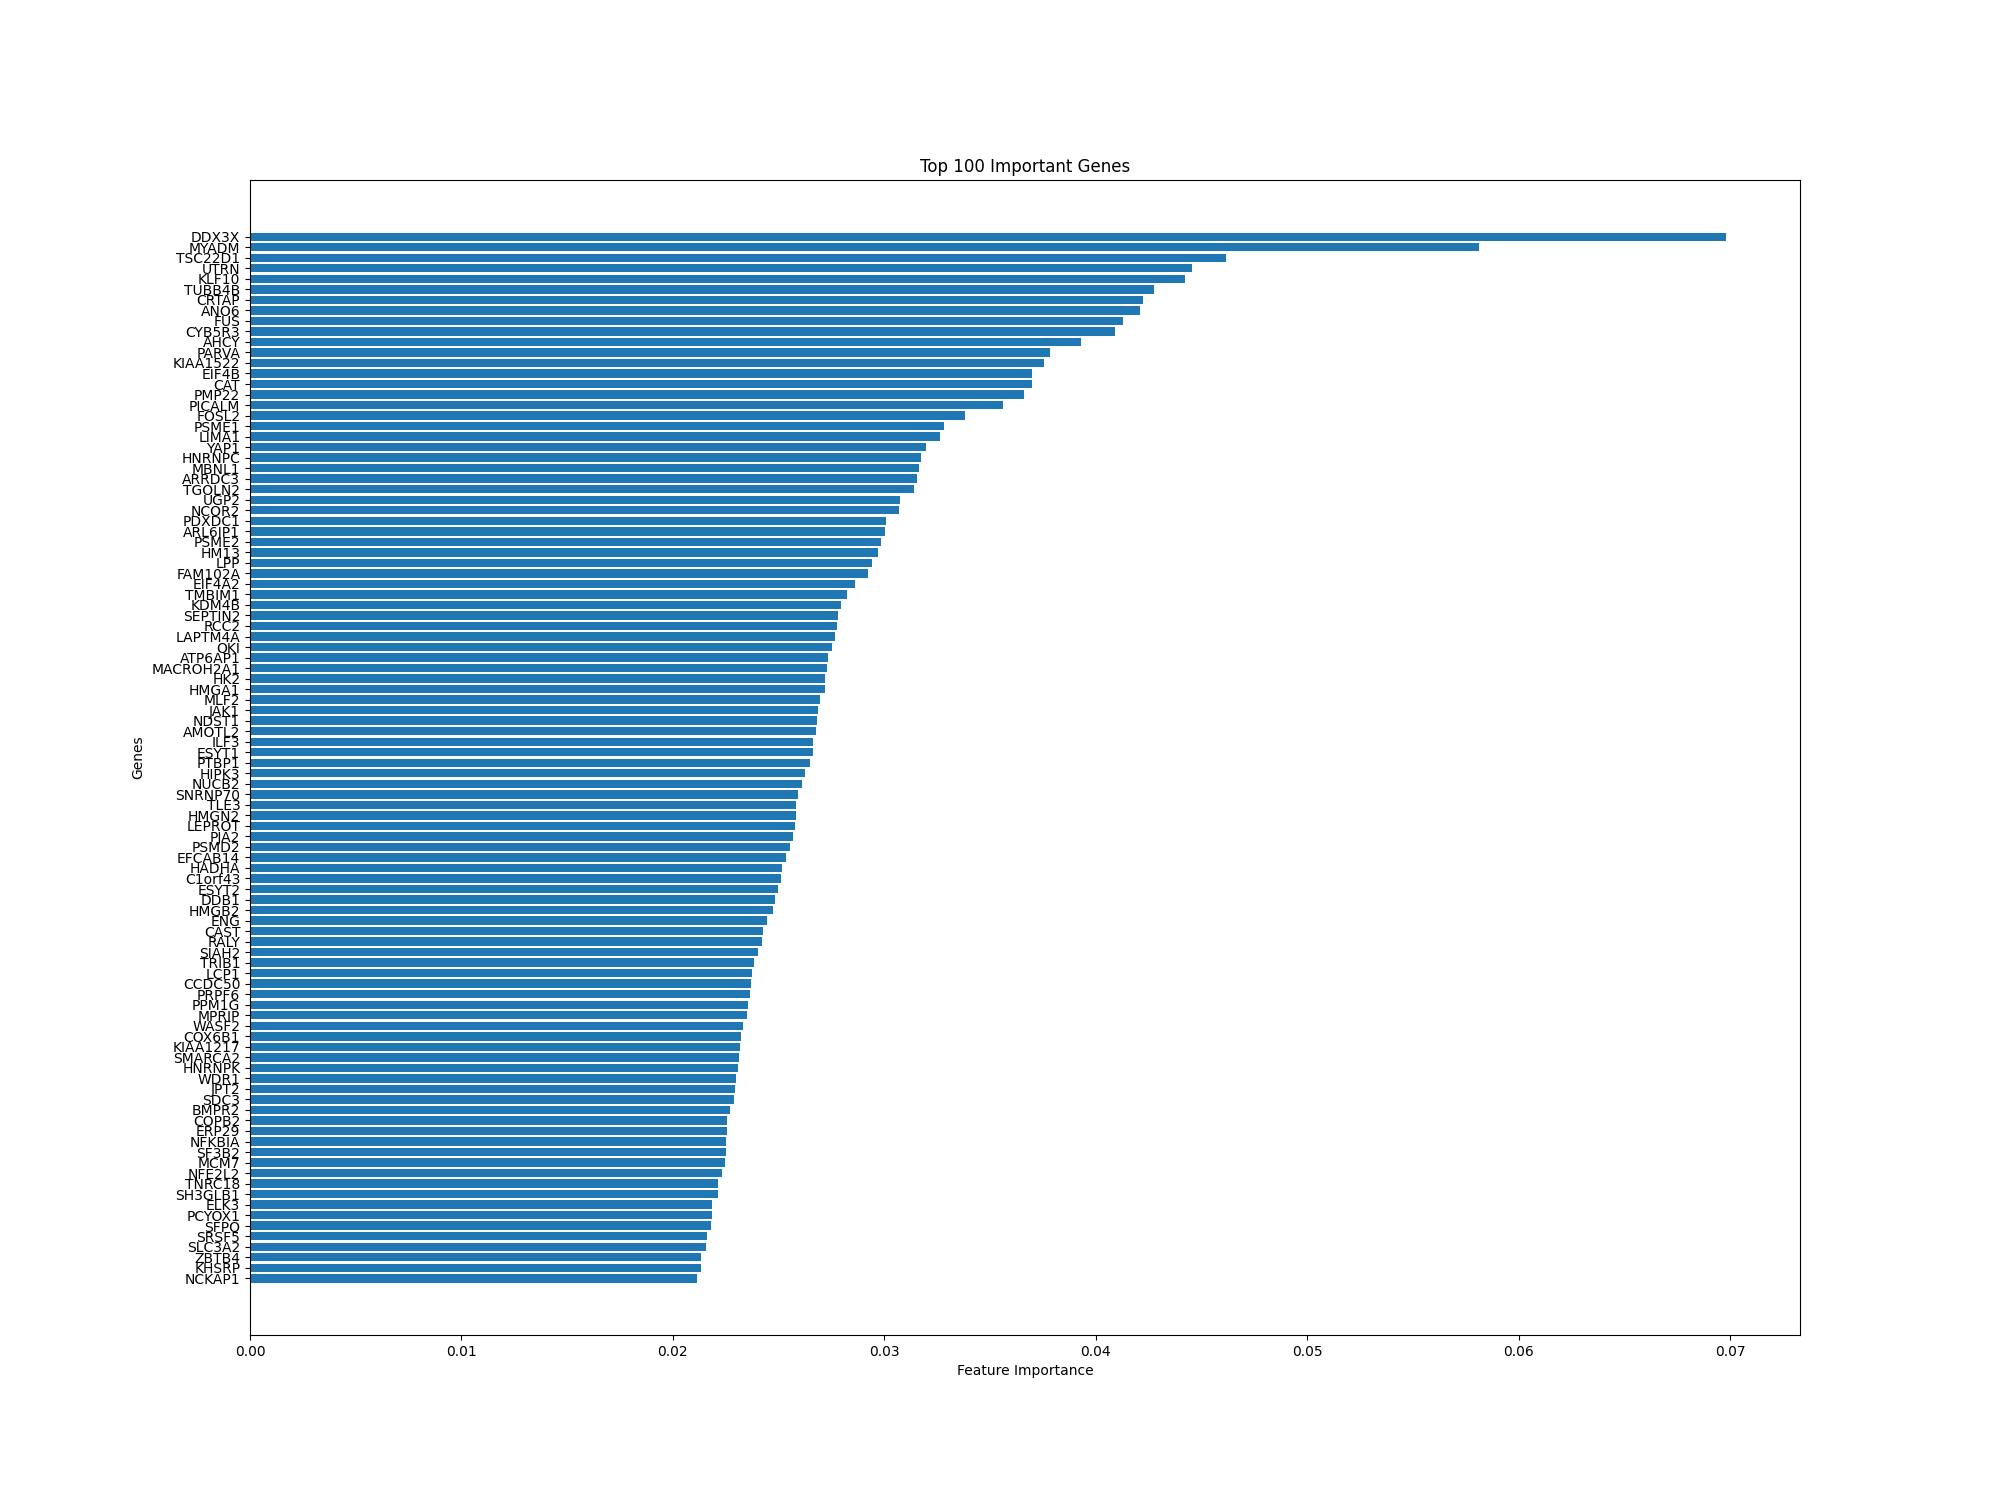 Top 100 Important Genes
DDX3X
MYADM
TSC22D1
UTRN
KLF10
TUBB4B
CRTAP
ANO6
FUS
CYB5R3
AHCY
PARVA
KIAA1522
EIF4B
CAT
PMP22
PICALM
FOSL2
PSME1
LIMA1
YAP1
HNRNPC
MBNL1
ARRDC3
TGOLN2
UGP2
NCOR2
PDXDC1
ARL6IP1
PSME2
HM13
LPP
FAM102A
EIF4A2
TMBIM1
KDM4B
SEPTIN2
RCC2
LAPTM4A
QKI
ATP6AP1
MACROH2A1
HK2
HMGA1
MLF2
JAK1
NDST1
AMOTL2
ILF3
ESYT1
PTBP1
HIPK3
NUCB2
SNRNP70
TLE3
HMGN2
LEPROT
PJA2
PSMD2
EFCAB14
HADHA
C1orf43
ESYT2
DDB1
HMGB2
ENG
CAST
RALY
SIAH2
TRIB1
LCP1
CCDC50
PRPF6
PPM1G
MPRIP
WASF2
COX6B1
KIAA1217
SMARCA2
HNRNPK
WDR1
JPT2
SDC3
BMPR2
COPB2
ERP29
NFKBIA
SF3B2
MCM7
NFE2L2
TNRC18
SH3GLB1
ELK3
PCYOX1
SFPQ
SRSF5
SLC3A2
ZBTB4
KHSRP
NCKAP1
Genes
0.00 0.01 0.02 0.03 0.04 0.05 0.06 0.07
Feature Importance